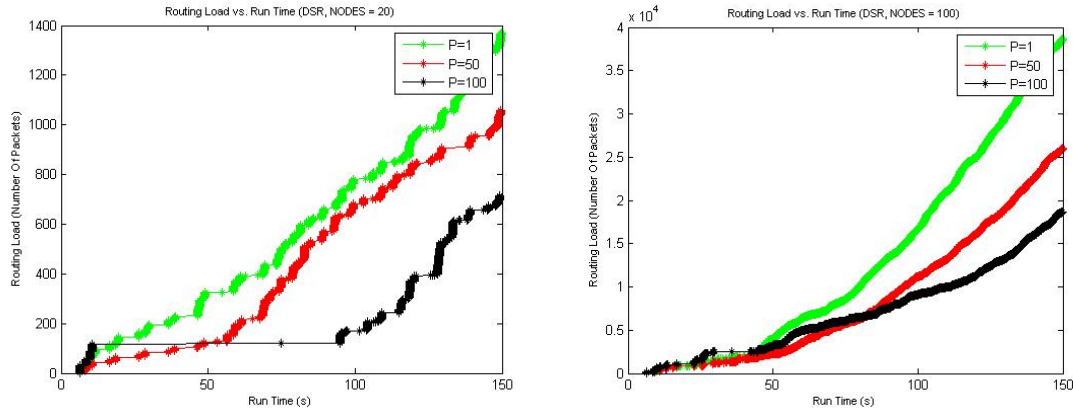 Routing Load vs. Run Time (DSR, NODES = 20)
Routing Load (Number Of Packets)
1400
1200
1000
800
600
400
200
0
0
50
100
150
Run Time (s)
P=1
P=50
P=100
Routing Load vs. Run Time (DSR, NODES = 100)
x 10^4
Routing Load (Number Of Packets)
4
3.5
3
2.5
2
1.5
1
0.5
0
0
50
100
150
Run Time (s)
P=1
P=50
P=100